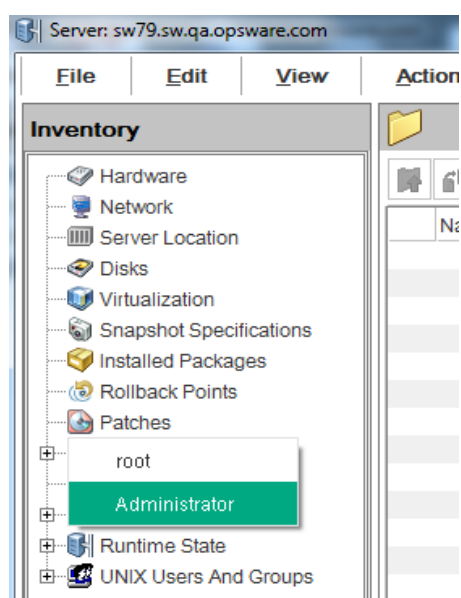 Server: sw79.sw.qa.opsware.com
File Edit View Action
Inventory
Hardware
Network
Na
Server Location
Disks
Virtualization
Snapshot Specifications
Installed Packages
Rollback Points
Patches
root
Administrator
Runtime State
UNIX Users And Groups